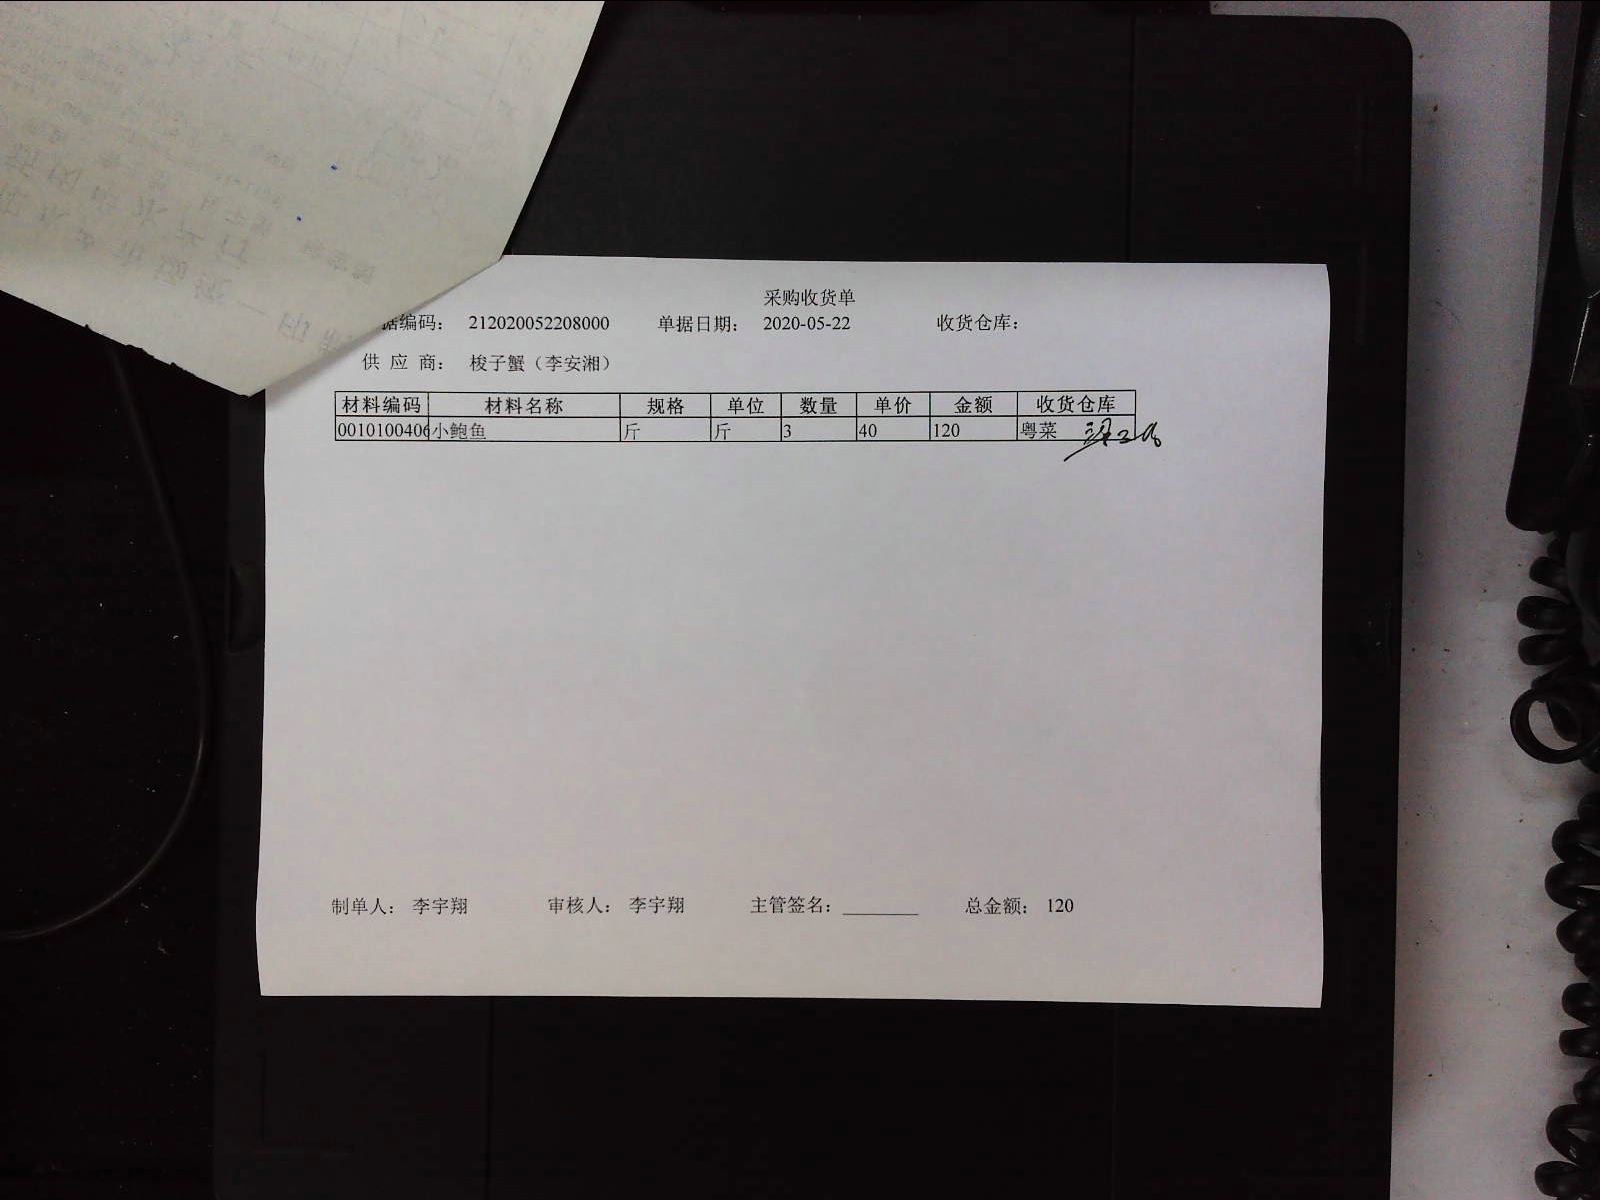 采购收货单
据编码： 212020052208000 单据日期： 2020-05-22 收货仓库：
供 应 商： 梭子蟹（李安湘）
材料编码 材料名称 规格 单位 数量 单价 金额 收货仓库
0010100406 小鲍鱼 斤 斤 3 40 120 粤菜
制单人： 李宇翔 审核人： 李宇翔 主管签名： 总金额： 120